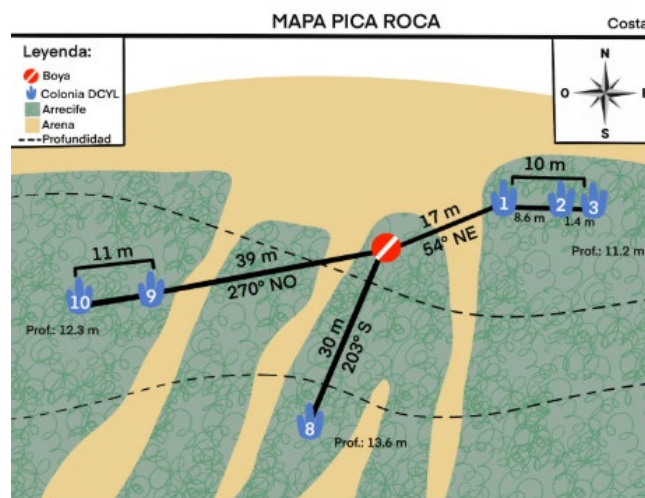 MAPA PICA ROCA
Costa
Leyenda:
Boya
Colonia DCYL
Arrecife
Arena
Profundidad
N
O
S
10 m
1
2
3
8.6 m
1.4 m
17 m
54° NE
Prof.: 11.2 m
11 m
39 m
270° NO
10
9
Prof.: 12.3 m
30 m
203° S
8
Prof.: 13.6 m